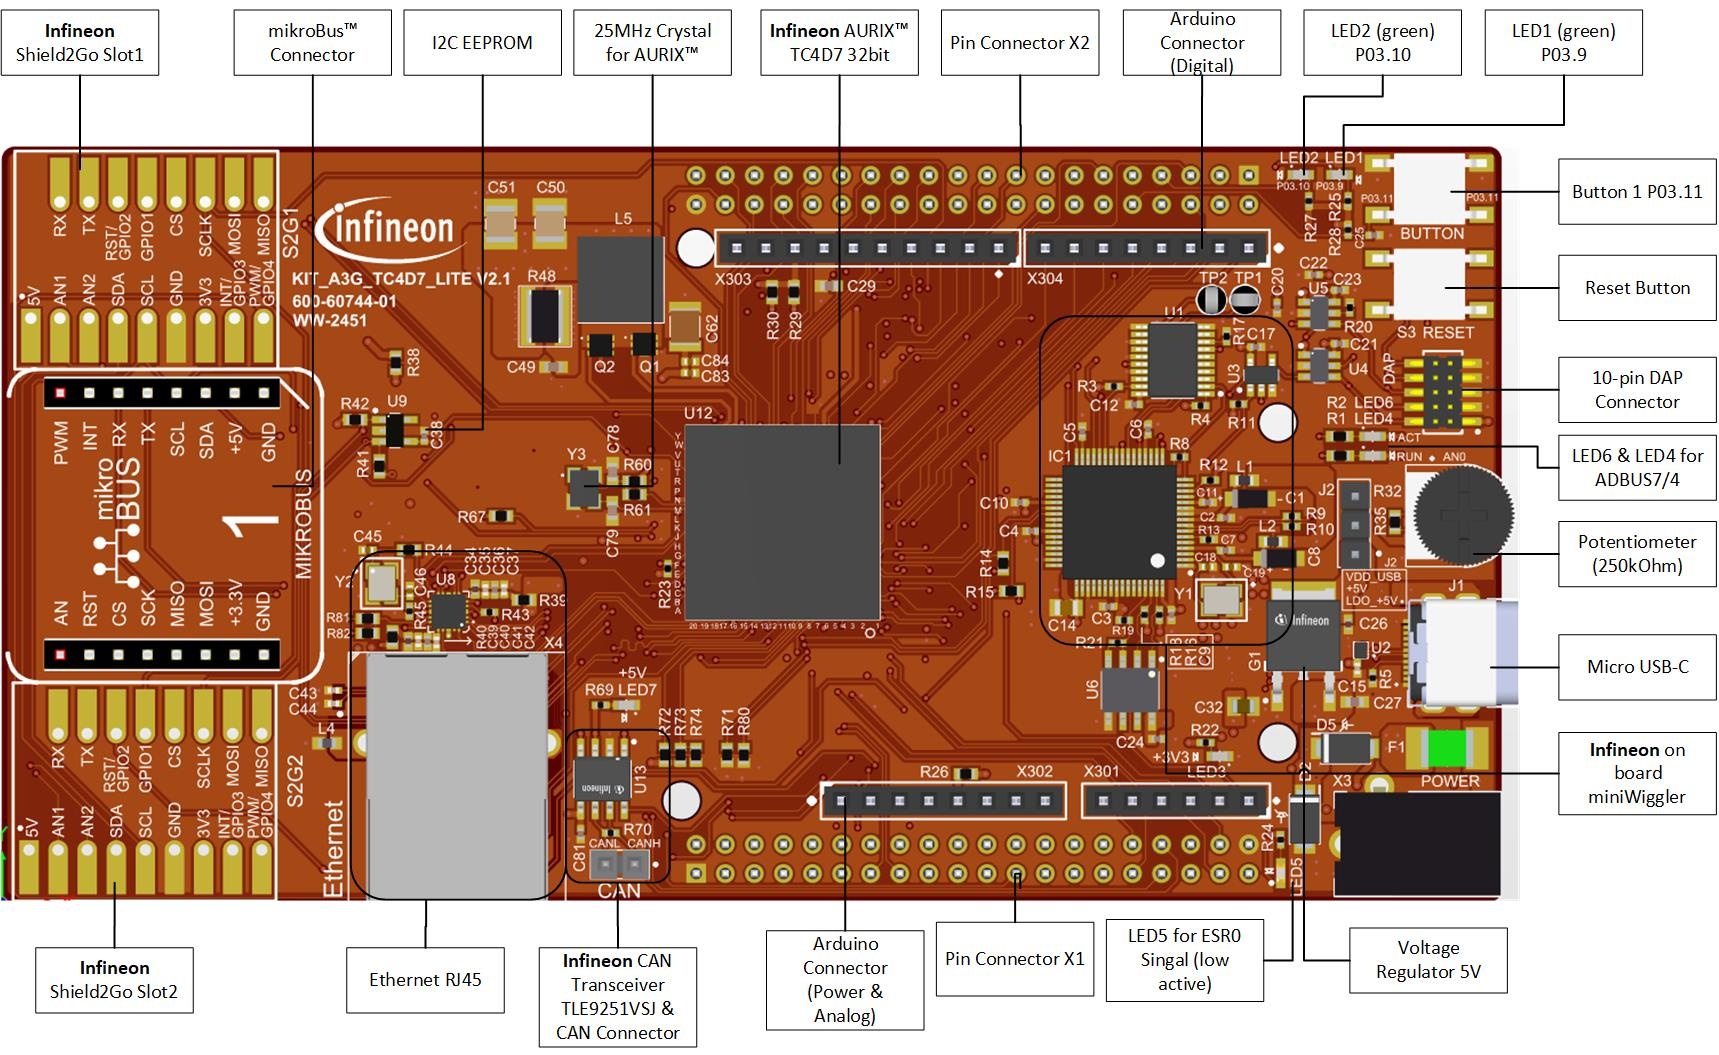 Infineon
Shield2Go Slot1
mikroBus™
Connector
I2C EEPROM
25MHz Crystal
for AURIX™
Infineon AURIX™
TC4D7 32bit
Pin Connector X2
Arduino
Connector
(Digital)
LED2 (green)
P03.10
LED1 (green)
P03.9
Button 1 P03.11
Reset Button
10-pin DAP
Connector
LED6 & LED4 for
ADBUS7/4
Potentiometer
(250kOhm)
Micro USB-C
Infineon on
board
miniWiggler
Infineon
Shield2Go Slot2
Ethernet RJ45
Infineon CAN
Transceiver
TLE9251VSJ &
CAN Connector
Arduino
Connector
(Power &
Analog)
Pin Connector X1
LED5 for ESR0
Singal (low
active)
Voltage
Regulator 5V
RX
TX
RST/
GPIO2
GPIO1
CS
SCLK
MOSI
MISO
S2G1
5V
AN1
AN2
SDA
SCL
GND
3V3
INT/
GPIO3
PWM/
GPIO4
infineon
KIT_A3G_TC4D7_LITE V2.1
600-60744-01
WW-2451
C51
C50
L5
R48
C62
C49
Q2
Q1
C84
C83
R38
X303
X304
R30
R29
C29
TP2
TP1
C20
LED2
LED1
P03.10
P03.9
R27
R25
R28
C25
P03.11
P03.11
BUTTON
S3 RESET
C22
C23
U5
R20
C21
U4
DAP
R2 LED6
R1 LED4
ACT
RUN
AN0
PWM
INT
RX
TX
SCL
SDA
+5V
GND
mikro
BUS
1
MIKROBUS
AN
RST
CS
SCK
MISO
MOSI
+3.3V
GND
R42
U9
C38
R41
Y3
C78
R60
R61
C79
R67
U12
R23
U1
R17
C17
U3
R3
C12
R4
R11
C5
C6
R8
IC1
R12
L1
C11
C1
C2
R9
R10
R13
L2
C7
C18
C8
C19
C10
C4
R14
R15
Y1
C14
C3
R19
R21
R18
R16
C9
J2
R32
R35
J2
VDD_USB
+5V
LDO_+5V
J1
infineon
G1
C26
U2
C15
R5
C27
U6
C32
C24
R22
+3V3
LED3
D5
F1
POWER
D2
X3
R24
LED5
C45
R44
Y2
C46
U8
C34
C35
C36
C37
R45
R39
R43
R81
R82
R40
C39
C40
C41
C42
X4
C43
C44
L4
Ethernet
+5V
R69 LED7
R72
R73
R74
R71
R80
U13
infineon
R70
C81
CANL
CANH
CAN
R26
X302
X301
RX
TX
RST/
GPIO2
GPIO1
CS
SCLK
MOSI
MISO
S2G2
5V
AN1
AN2
SDA
SCL
GND
3V3
INT/
GPIO3
PWM/
GPIO4